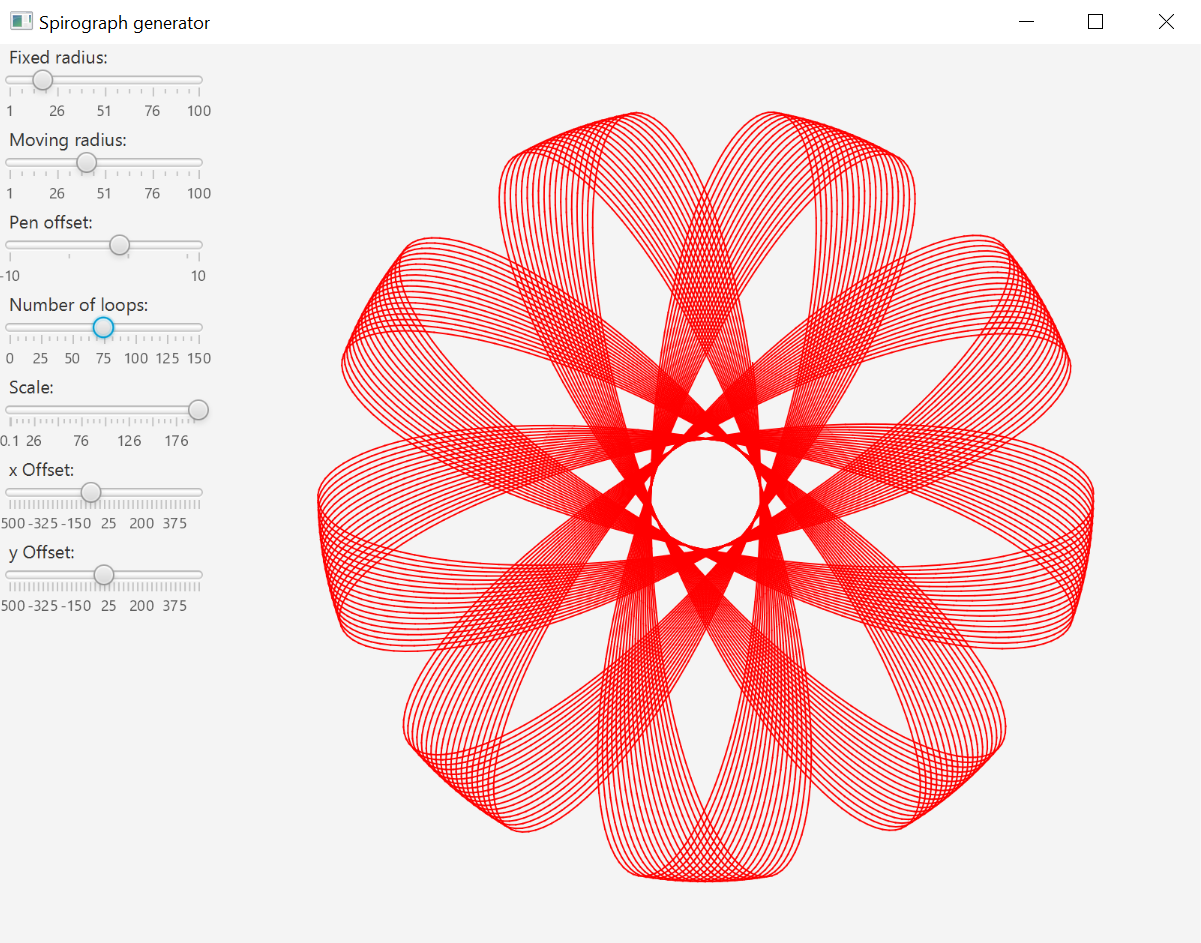 Spirograph generator
Fixed radius:
1 26 51 76 100
Moving radius:
1 26 51 76 100
Pen offset:
-10 10
Number of loops:
0 25 50 75 100 125 150
Scale:
0.1 26 76 126 176
x Offset:
500 -325 -150 25 200 375
y Offset:
500 -325 -150 25 200 375